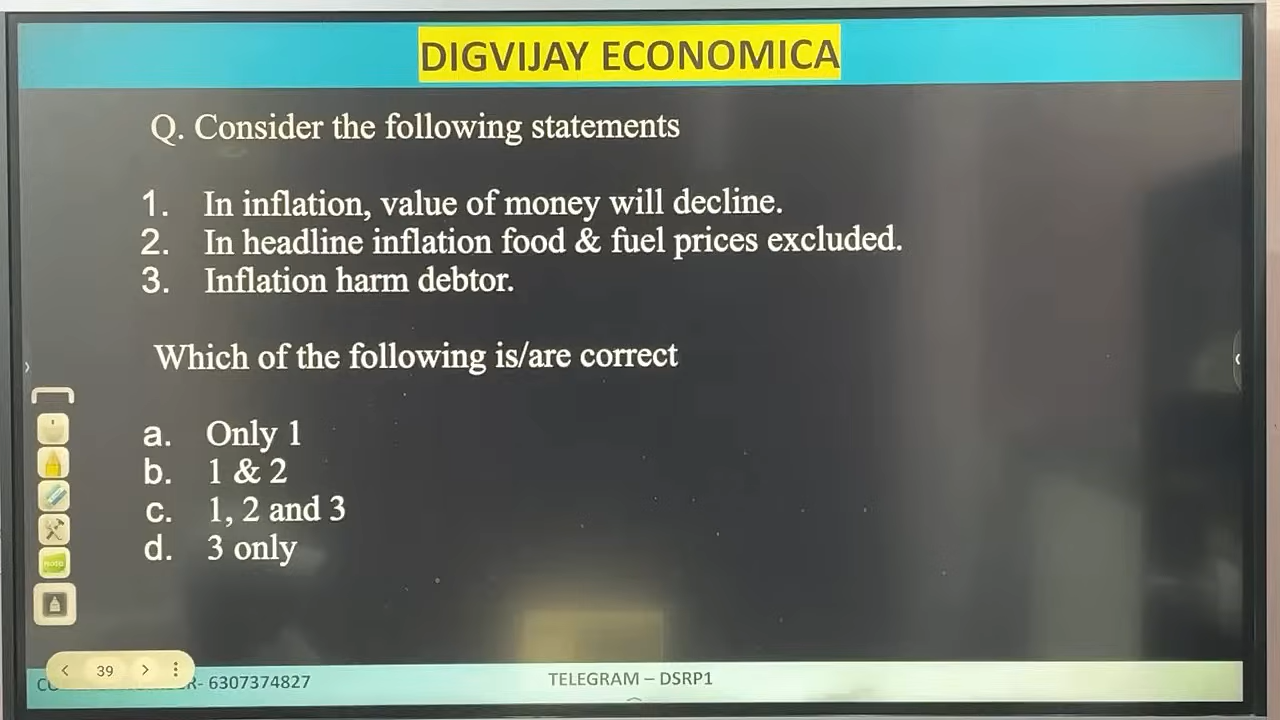 DIGVIJAY ECONOMICA
Q. Consider the following statements
1. In inflation, value of money will decline.
2. In headline inflation food & fuel prices excluded.
3. Inflation harm debtor.
Which of the following is/are correct
a. Only 1
b. 1 & 2
c. 1, 2 and 3
d. 3 only
39
R- 6307374827
TELEGRAM – DSRP1